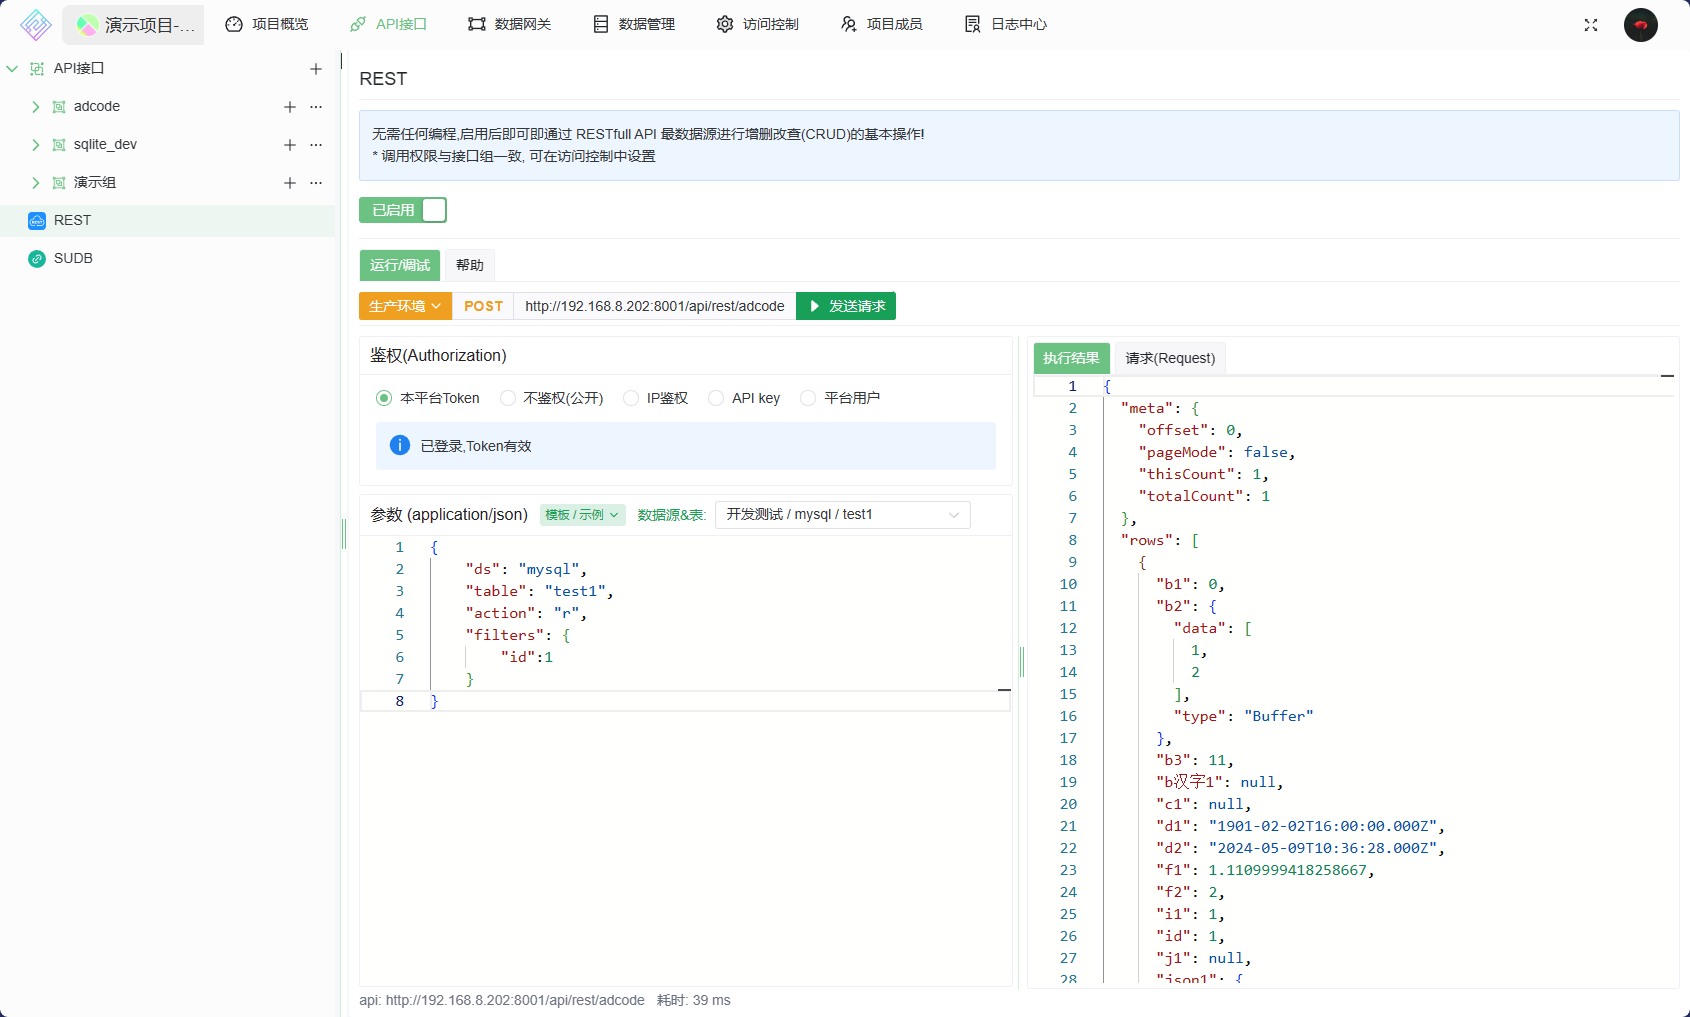 演示项目-...
项目概览
API接口
数据网关
数据管理
访问控制
项目成员
日志中心
API接口
adcode
sqlite_dev
演示组
REST
SUDB
REST
无需任何编程,启用后即可即通过 RESTfull API 最数据源进行增删改查(CRUD)的基本操作!
* 调用权限与接口组一致, 可在访问控制中设置
已启用
运行/调试
帮助
生产环境
POST
http://192.168.8.202:8001/api/rest/adcode
发送请求
鉴权(Authorization)
本平台Token
不鉴权(公开)
IP鉴权
API key
平台用户
已登录,Token有效
参数 (application/json)
模板 / 示例
数据源&表:
开发测试 / mysql / test1
1 {
2 "ds": "mysql",
3 "table": "test1",
4 "action": "r",
5 "filters": {
6 "id":1
7 }
8 }
执行结果
请求(Request)
1 {
2 "meta": {
3 "offset": 0,
4 "pageMode": false,
5 "thisCount": 1,
6 "totalCount": 1
7 },
8 "rows": [
9 {
10 "b1": 0,
11 "b2": {
12 "data": [
13 1,
14 2
15 ],
16 "type": "Buffer"
17 },
18 "b3": 11,
19 "b汉字1": null,
20 "c1": null,
21 "d1": "1901-02-02T16:00:00.000Z",
22 "d2": "2024-05-09T10:36:28.000Z",
23 "f1": 1.1109999418258667,
24 "f2": 2,
25 "i1": 1,
26 "id": 1,
27 "j1": null,
28 "json1": {
api: http://192.168.8.202:8001/api/rest/adcode 耗时: 39 ms